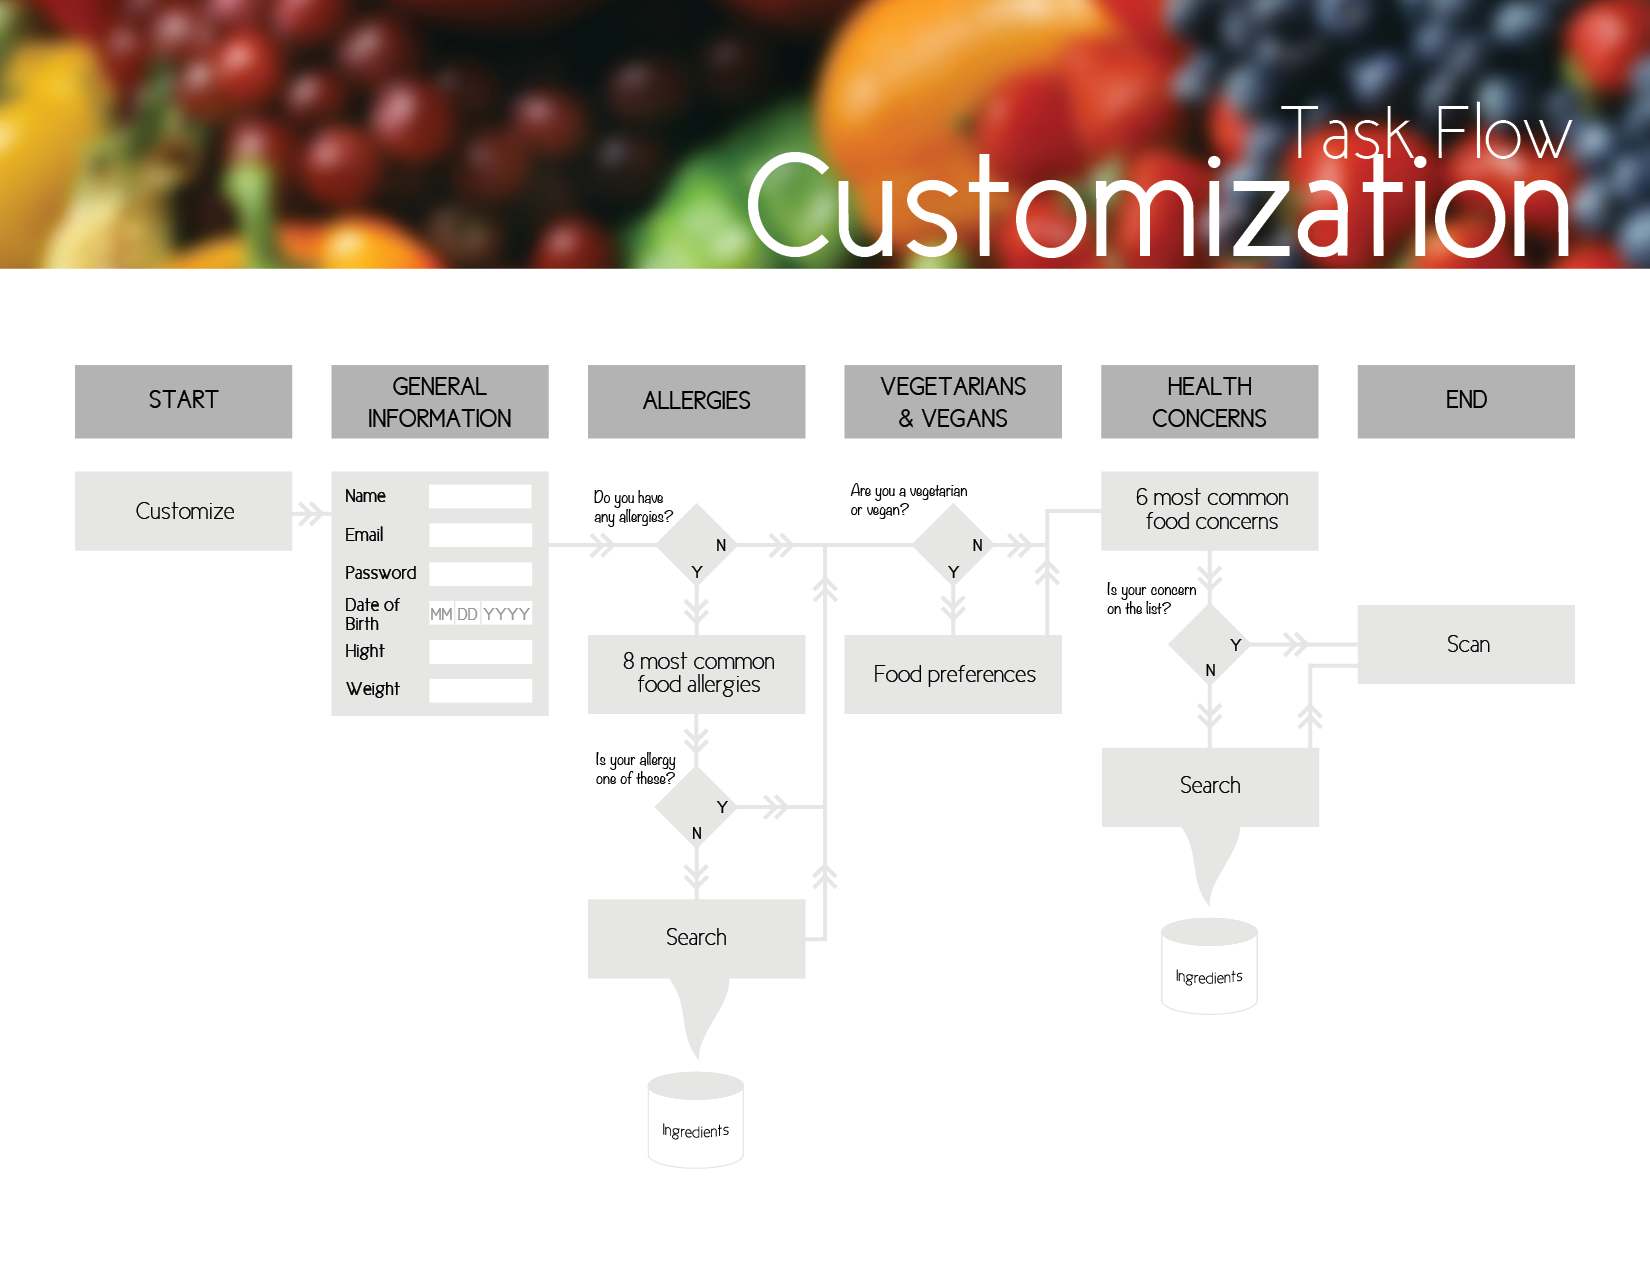 Task Flow
Customization
START
GENERAL
INFORMATION
ALLERGIES
VEGETARIANS
& VEGANS
HEALTH
CONCERNS
END
Customize
Name
Email
Password
Date of
Birth
MM DD YYYY
Hight
Weight
Do you have
any allergies?
N
Y
8 most common
food allergies
Is your allergy
one of these?
Y
N
Search
Ingredients
Are you a vegetarian
or vegan?
N
Y
Food preferences
6 most common
food concerns
Is your concern
on the list?
Y
N
Search
Ingredients
Scan